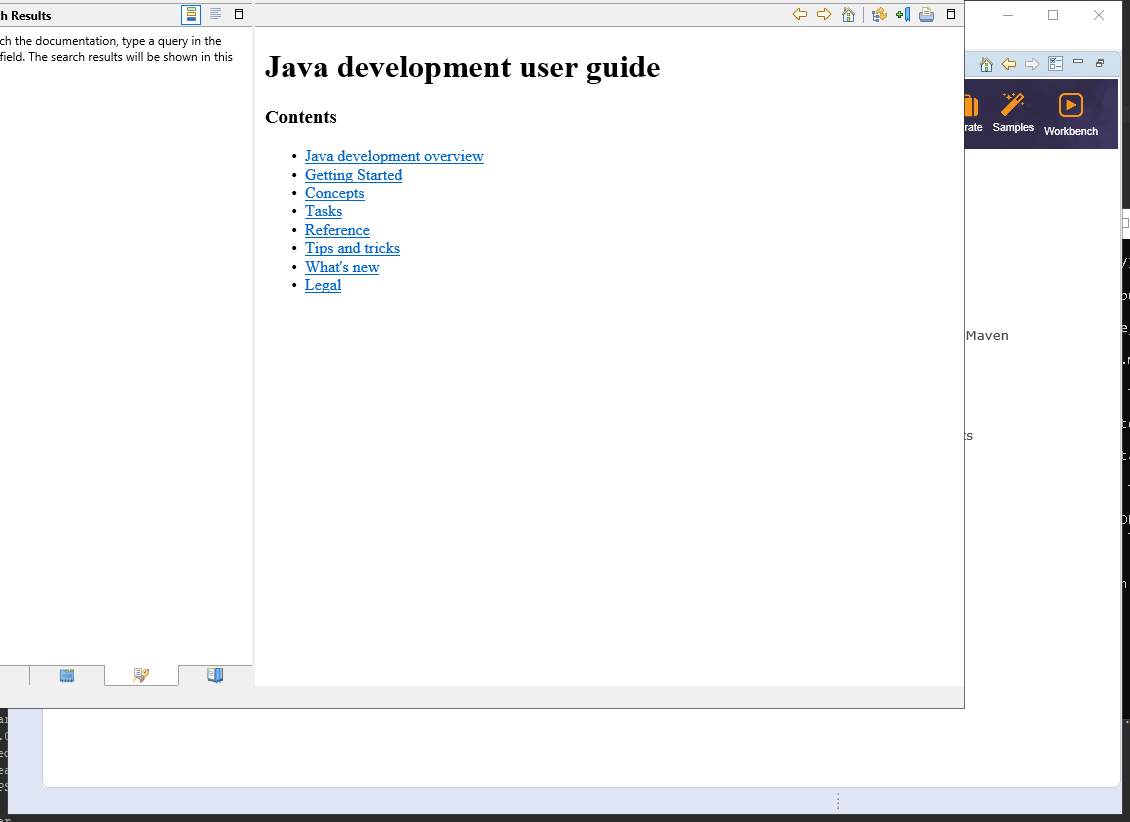 h Results
ch the documentation, type a query in the
field. The search results will be shown in this
Java development user guide
Contents
Java development overview
Getting Started
Concepts
Tasks
Reference
Tips and tricks
What's new
Legal
rate
Samples
Workbench
Maven
ts